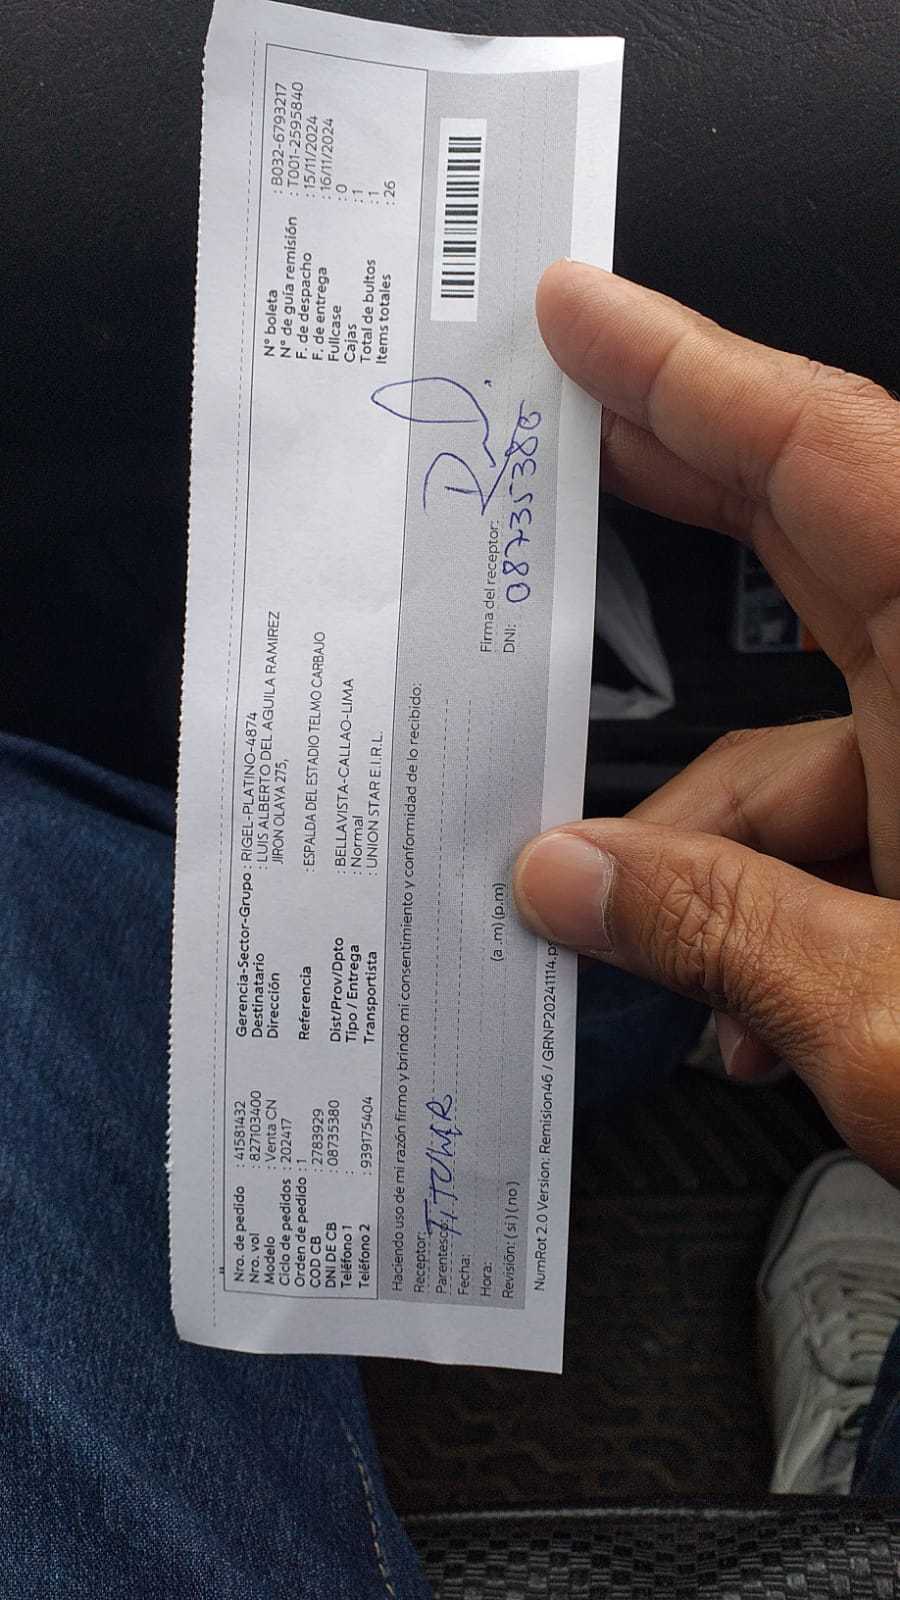 Nro. de pedido : 41581432
Nro. vol : 827103400
Modelo : Venta CN
Ciclo de pedidos : 202417
Orden de pedido : 1
COD CB : 2783929
DNI DE CB : 08735380
Teléfono 1 :
Teléfono 2 : 939175404
Gerencia-Sector-Grupo : RIGEL-PLATINO-4874
Destinatario : LUIS ALBERTO DEL AGUILA RAMIREZ
Dirección JIRON OLAYA 275,
Referencia : ESPALDA DEL ESTADIO TELMO CARBAJO
Dist/Prov/Dpto : BELLAVISTA-CALLAO-LIMA
Tipo / Entrega : Normal
Transportista : UNION STAR E.I.R.L.
N° boleta : B032-6793217
N° de guía remisión : T001-2595840
F. de despacho : 15/11/2024
F. de entrega : 16/11/2024
Fullcase : 0
Cajas : 1
Total de bultos : 1
Items totales : 26
Haciendo uso de mi razón firmo y brindo mi consentimiento y conformidad de lo recibido:
Receptor:
Parentesco: TITULAR
Fecha:
Hora: (a .m) (p.m)
Revisión: ( si ) ( no )
Firma del receptor:
DNI: 08735380
NumRot 2.0 Version: Remision46 / GRNP20241114.ps